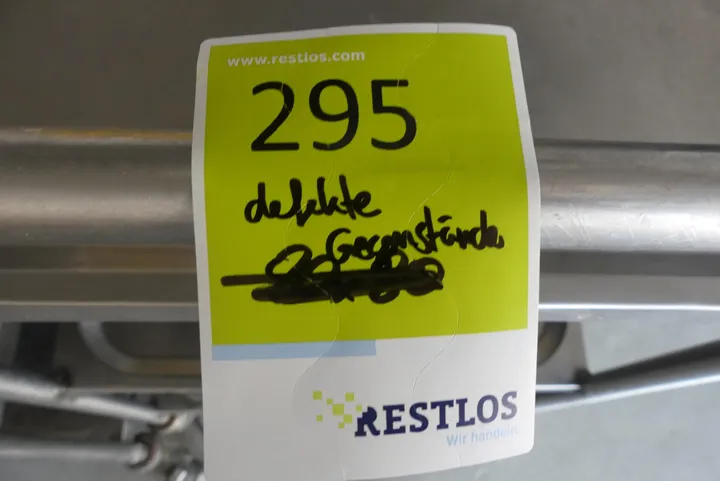 www.restlos.com
295
defekte
Gegenstände
RESTLOS
Wir handeln.